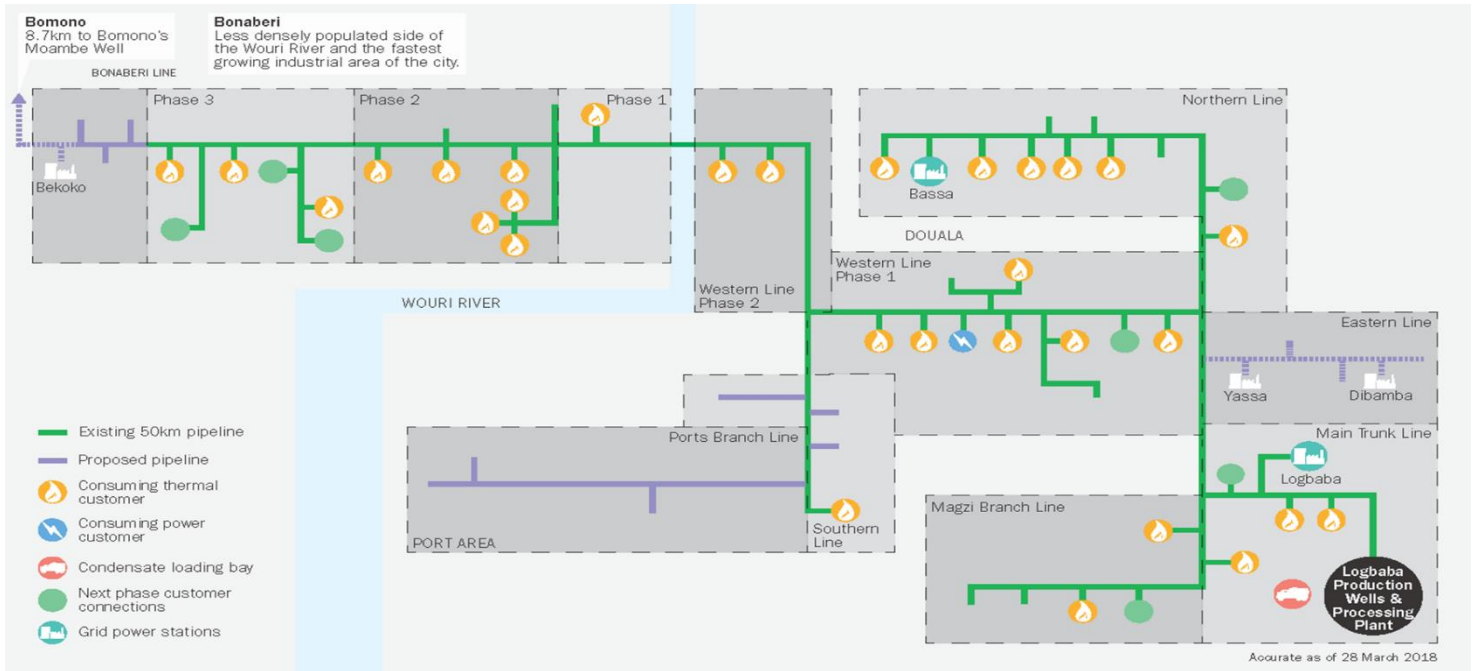 Bomono
8.7km to Bomono's
Moambe Well
Bonaberi
Less densely populated side of
the Wouri River and the fastest
growing industrial area of the city.
BONABERI LINE
Phase 3
Phase 2
Phase 1
Northern Line
Bekoko
Bassa
DOUALA
Western Line
Phase 1
Western Line
Phase 2
WOURI RIVER
Eastern Line
Yassa
Dibamba
Existing 50km pipeline
Proposed pipeline
Consuming thermal
customer
Consuming power
customer
Condensate loading bay
Next phase customer
connections
Grid power stations
Ports Branch Line
PORT AREA
Southern
Line
Main Trunk Line
Logbaba
Magzi Branch Line
Logbaba
Production
Wells &
Processing
Plant
Accurate as of 28 March 2018